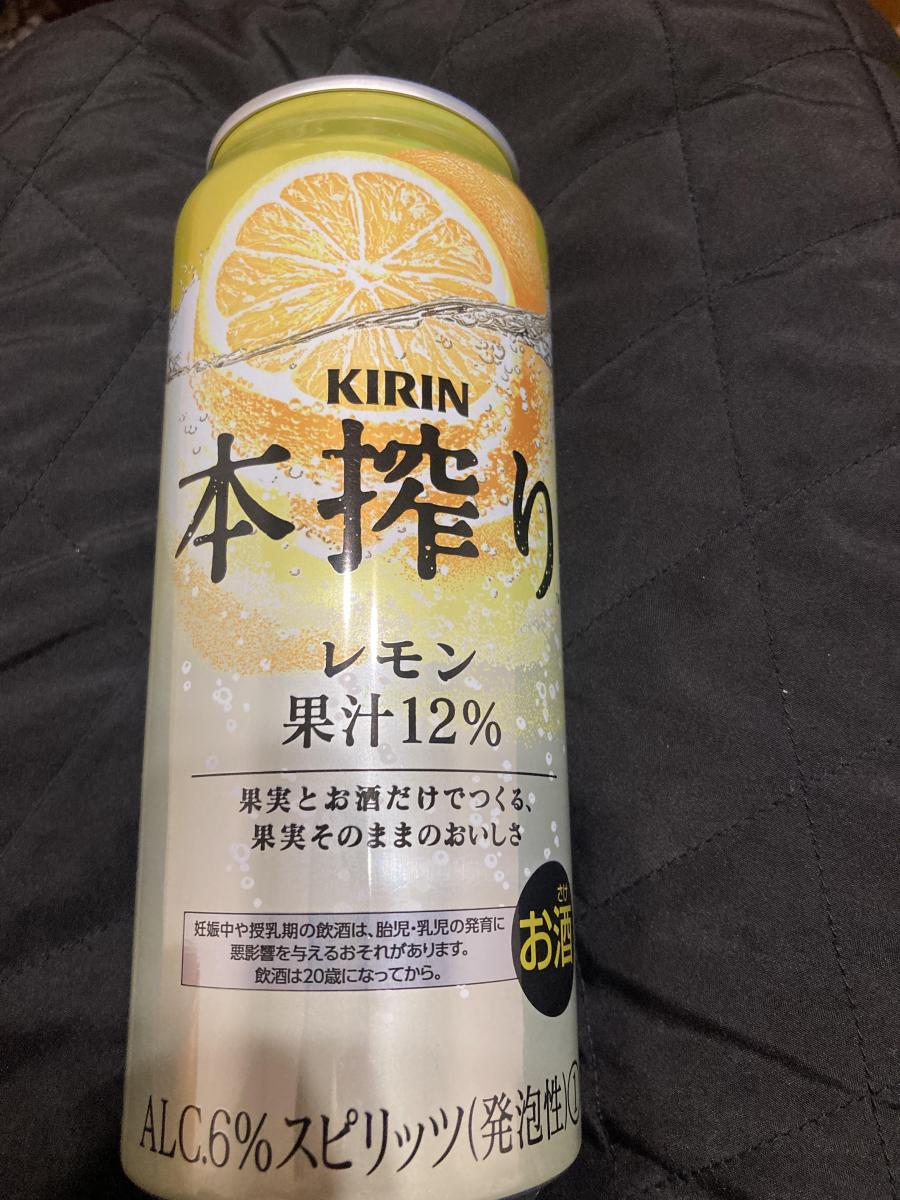 KIRIN
本搾り
レモン
果汁12%
果実とお酒だけでつくる、
果実そのままのおいしさ
妊娠中や授乳期の飲酒は、胎児・乳児の発育に
悪影響を与えるおそれがあります。
飲酒は20歳になってから。
さけ
お酒
ALC.6% スピリッツ(発泡性)①